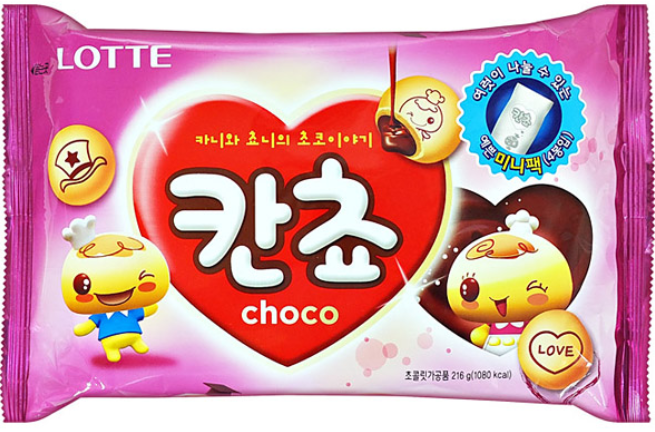 LOTTE
여럿이 나눌 수 있는
예쁜 미니팩(4봉입)
칸쵸
카니와 쵸니의 초코이야기
칸쵸
choco
LOVE
초콜릿가공품 216 g(1080 kcal)